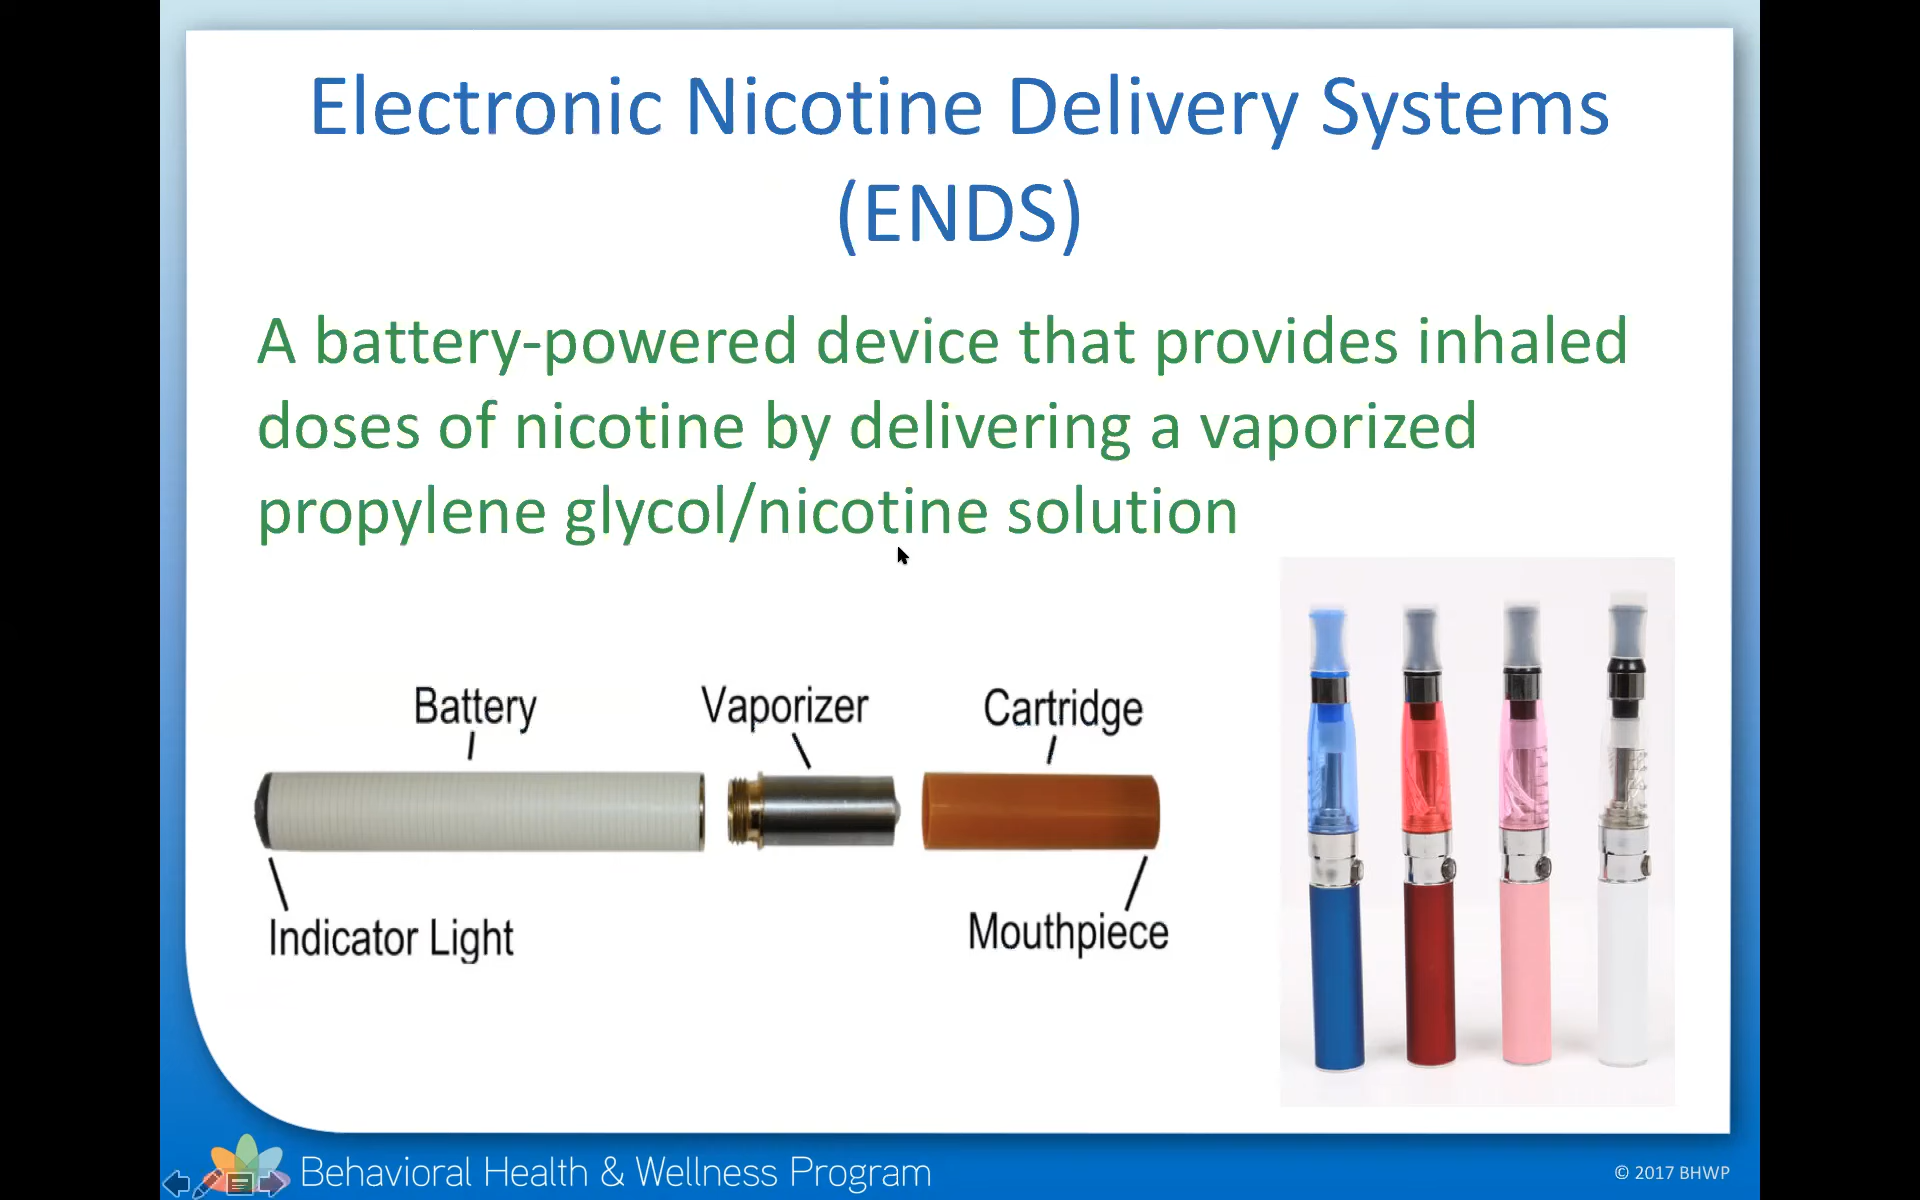 Electronic Nicotine Delivery Systems
(ENDS)
A battery-powered device that provides inhaled
doses of nicotine by delivering a vaporized
propylene glycol/nicotine solution
Battery
Vaporizer
Cartridge
Indicator Light
Mouthpiece
Behavioral Health & Wellness Program
© 2017 BHWP